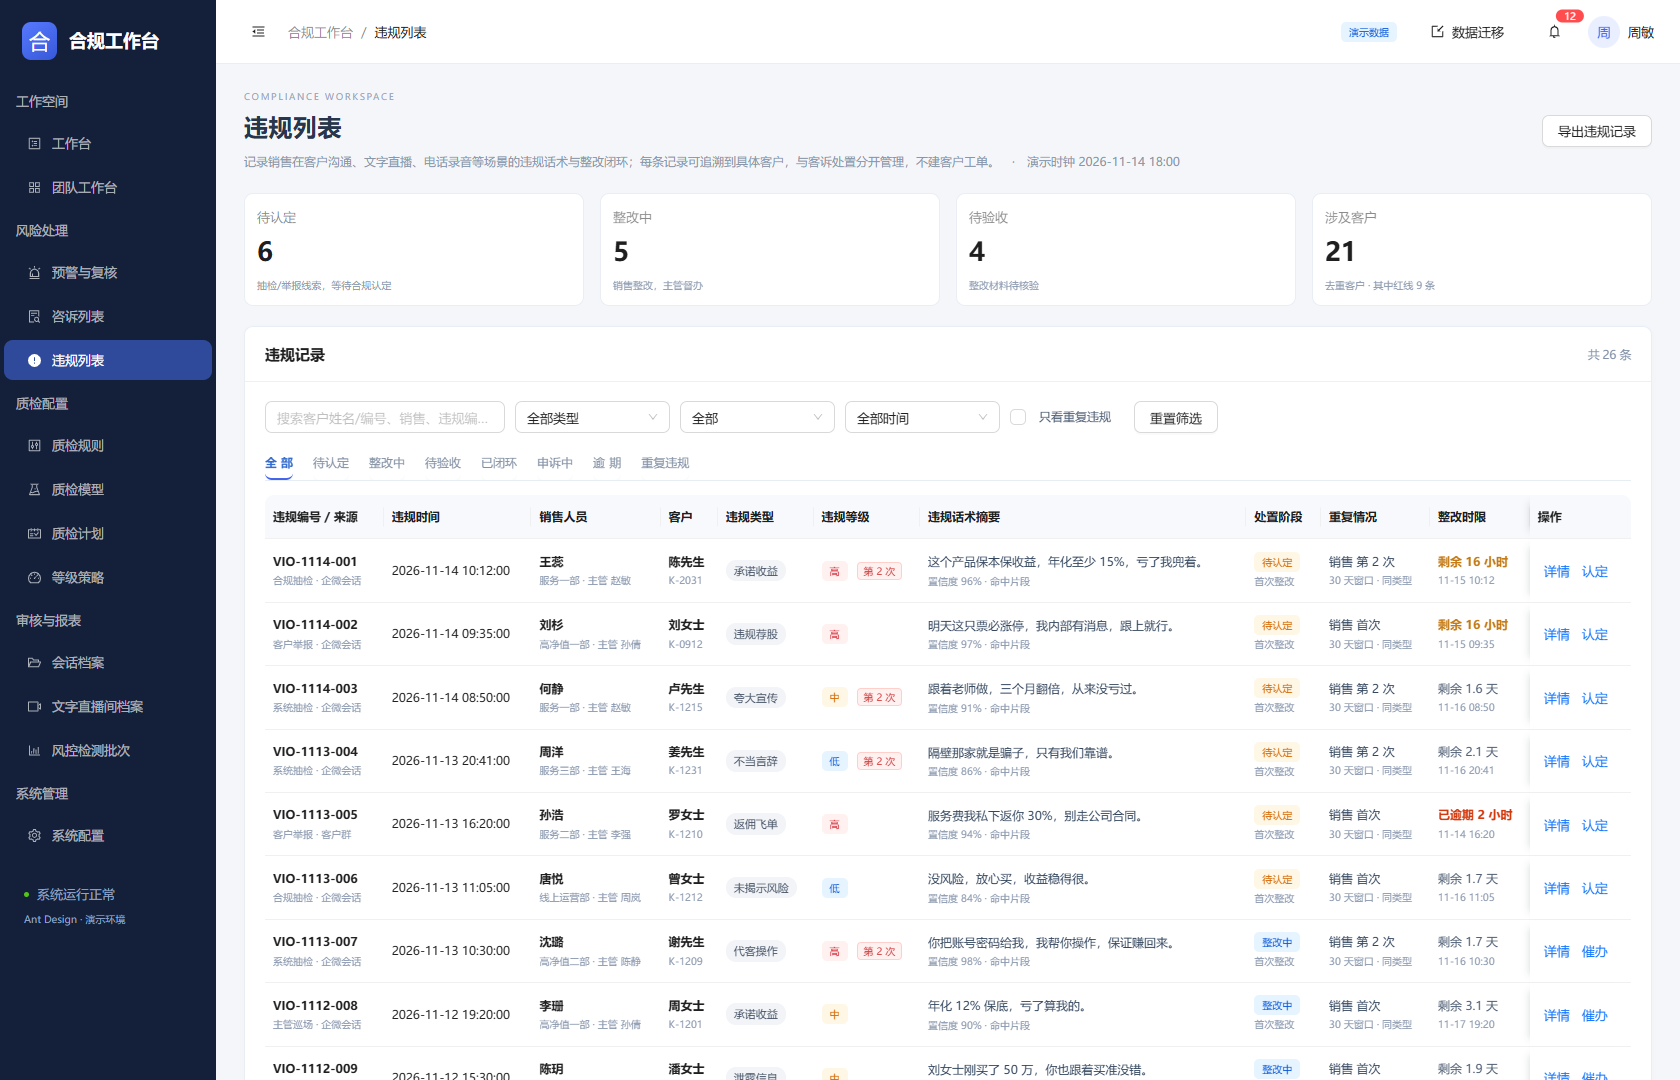 合 合规工作台
工作空间
工作台
团队工作台
风险处理
预警与复核
咨诉列表
违规列表
质检配置
质检规则
质检模型
质检计划
等级策略
审核与报表
会话档案
文字直播间档案
风控检测批次
系统管理
系统配置
系统运行正常
Ant Design · 演示环境
合规工作台 / 违规列表
演示数据 数据迁移 12 周 周敏
COMPLIANCE WORKSPACE
违规列表
导出违规记录
记录销售在客户沟通、文字直播、电话录音等场景的违规话术与整改闭环；每条记录可追溯到具体客户，与客诉处置分开管理，不建客户工单。 · 演示时钟 2026-11-14 18:00
待认定
6
抽检/举报线索，等待合规认定
整改中
5
销售整改，主管督办
待验收
4
整改材料待核验
涉及客户
21
去重客户 · 其中红线 9 条
违规记录 共 26 条
搜索客户姓名/编号、销售、违规编... 全部类型 全部 全部时间 只看重复违规 重置筛选
全 部 待认定 整改中 待验收 已闭环 申诉中 逾 期 重复违规
违规编号 / 来源 违规时间 销售人员 客户 违规类型 违规等级 违规话术摘要 处置阶段 重复情况 整改时限 操作
VIO-1114-001 2026-11-14 10:12:00 王蕊 陈先生 承诺收益 高 第 2 次 这个产品保本保收益，年化至少 15%，亏了我兜着。 待认定 销售 第 2 次 剩余 16 小时 详情 认定
合规抽检 · 企微会话 服务一部 · 主管 赵敏 K-2031 置信度 96% · 命中片段 首次整改 30 天窗口 · 同类型 11-15 10:12
VIO-1114-002 2026-11-14 09:35:00 刘杉 刘女士 违规荐股 高 明天这只票必涨停，我内部有消息，跟上就行。 待认定 销售 首次 剩余 16 小时 详情 认定
客户举报 · 企微会话 高净值一部 · 主管 孙倩 K-0912 置信度 97% · 命中片段 首次整改 30 天窗口 · 同类型 11-15 09:35
VIO-1114-003 2026-11-14 08:50:00 何静 卢先生 夸大宣传 中 第 2 次 跟着老师做，三个月翻倍，从来没亏过。 待认定 销售 第 2 次 剩余 1.6 天 详情 认定
系统抽检 · 企微会话 服务一部 · 主管 赵敏 K-1215 置信度 91% · 命中片段 首次整改 30 天窗口 · 同类型 11-16 08:50
VIO-1113-004 2026-11-13 20:41:00 周洋 姜先生 不当言辞 低 第 2 次 隔壁那家就是骗子，只有我们靠谱。 待认定 销售 第 2 次 剩余 2.1 天 详情 认定
系统抽检 · 企微会话 服务三部 · 主管 王海 K-1231 置信度 86% · 命中片段 首次整改 30 天窗口 · 同类型 11-16 20:41
VIO-1113-005 2026-11-13 16:20:00 孙浩 罗女士 返佣飞单 高 服务费我私下返你 30%，别走公司合同。 待认定 销售 首次 已逾期 2 小时 详情 认定
客户举报 · 客户群 服务二部 · 主管 李强 K-1210 置信度 94% · 命中片段 首次整改 30 天窗口 · 同类型 11-14 16:20
VIO-1113-006 2026-11-13 11:05:00 唐悦 曾女士 未揭示风险 低 没风险，放心买，收益稳得很。 待认定 销售 首次 剩余 1.7 天 详情 认定
合规抽检 · 企微会话 线上运营部 · 主管 周岚 K-1212 置信度 84% · 命中片段 首次整改 30 天窗口 · 同类型 11-16 11:05
VIO-1113-007 2026-11-13 10:30:00 沈璐 谢先生 代客操作 高 第 2 次 你把账号密码给我，我帮你操作，保证赚回来。 整改中 销售 第 2 次 剩余 1.7 天 详情 催办
系统抽检 · 企微会话 高净值二部 · 主管 陈静 K-1209 置信度 98% · 命中片段 首次整改 30 天窗口 · 同类型 11-16 10:30
VIO-1112-008 2026-11-12 19:20:00 李珊 周女士 承诺收益 中 年化 12% 保底，亏了算我的。 整改中 销售 首次 剩余 3.1 天 详情 催办
主管巡场 · 企微会话 高净值一部 · 主管 孙倩 K-1201 置信度 90% · 命中片段 首次整改 30 天窗口 · 同类型 11-17 19:20
VIO-1112-009 2026-11-12 15:30:00 陈玥 潘女士 泄露信息 中 刘女士刚买了 50 万，你也跟着买准没错。 整改中 销售 首次 剩余 1.9 天 详情 催办